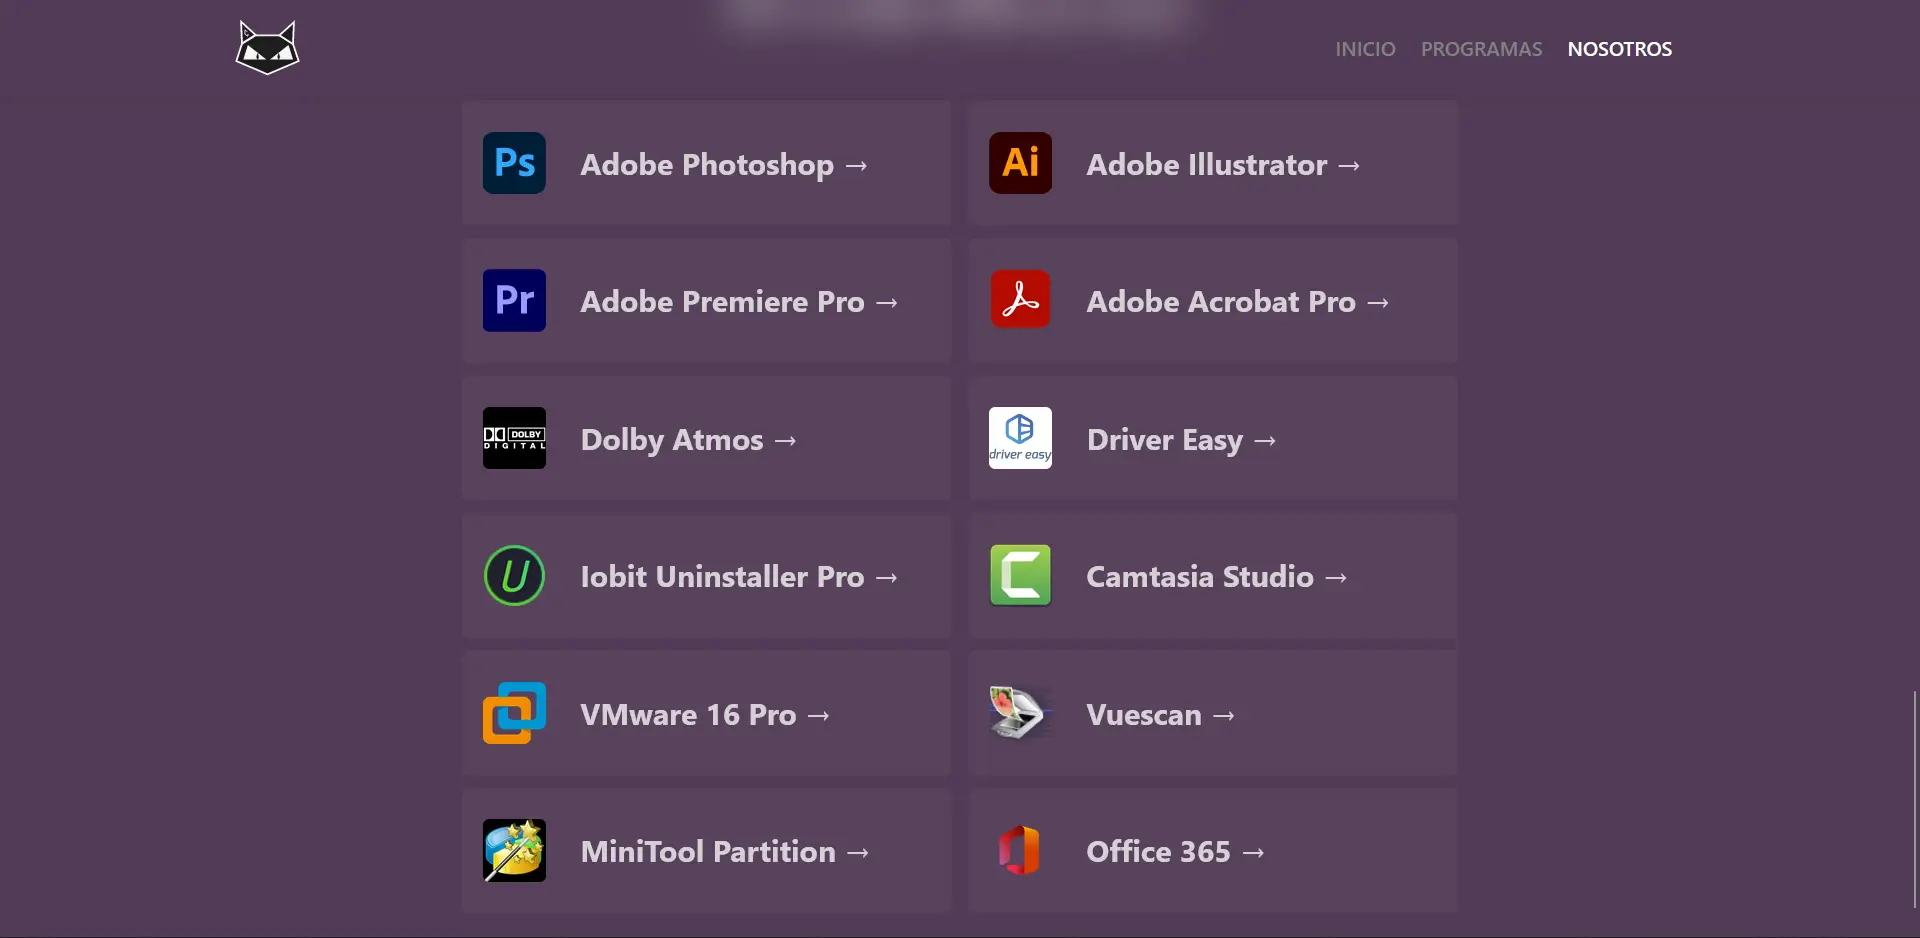 INICIO PROGRAMAS NOSOTROS
Ps Adobe Photoshop → Ai Adobe Illustrator →
Pr Adobe Premiere Pro → Adobe Acrobat Pro →
DOLBY
DIGITAL
Dolby Atmos →
driver easy
Driver Easy →
U Iobit Uninstaller Pro → C Camtasia Studio →
VMware 16 Pro → Vuescan →
MiniTool Partition → Office 365 →